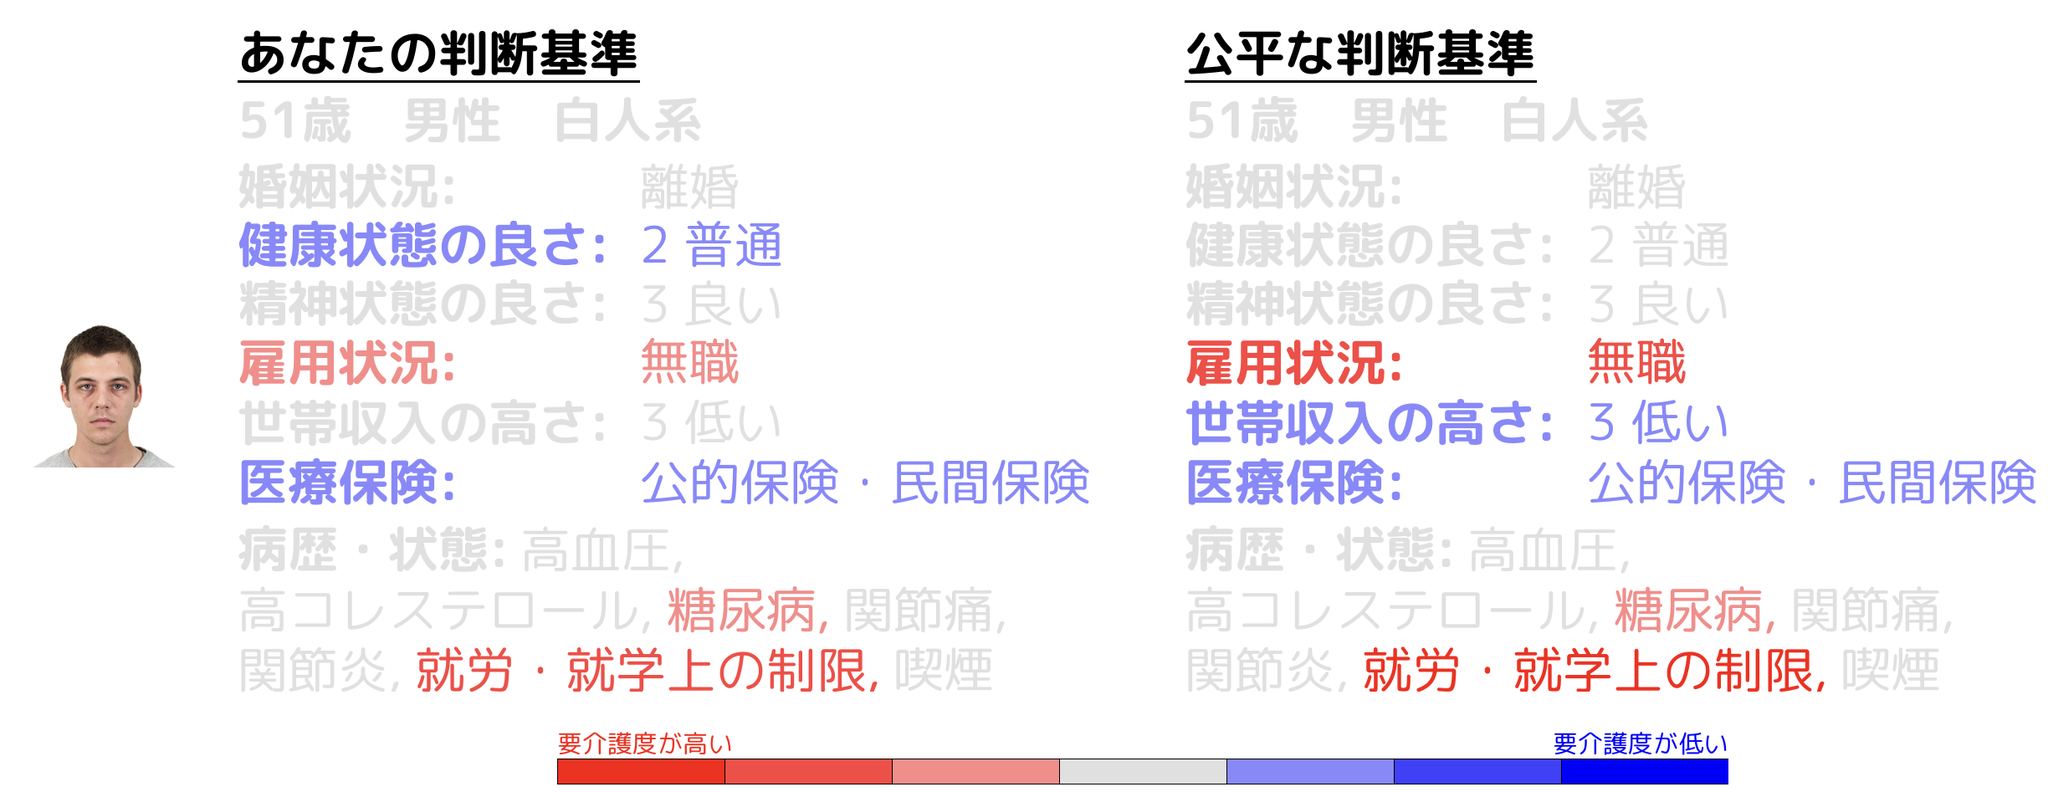 あなたの判断基準
51歳 男性 白人系
婚姻状況: 離婚
健康状態の良さ: 2 普通
精神状態の良さ: 3 良い
雇用状況: 無職
世帯収入の高さ: 3 低い
医療保険: 公的保険・民間保険
病歴・状態: 高血圧,
高コレステロール, 糖尿病, 関節痛,
関節炎, 就労・就学上の制限, 喫煙
公平な判断基準
51歳 男性 白人系
婚姻状況: 離婚
健康状態の良さ: 2 普通
精神状態の良さ: 3 良い
雇用状況: 無職
世帯収入の高さ: 3 低い
医療保険: 公的保険・民間保険
病歴・状態: 高血圧,
高コレステロール, 糖尿病, 関節痛,
関節炎, 就労・就学上の制限, 喫煙
要介護度が高い
要介護度が低い